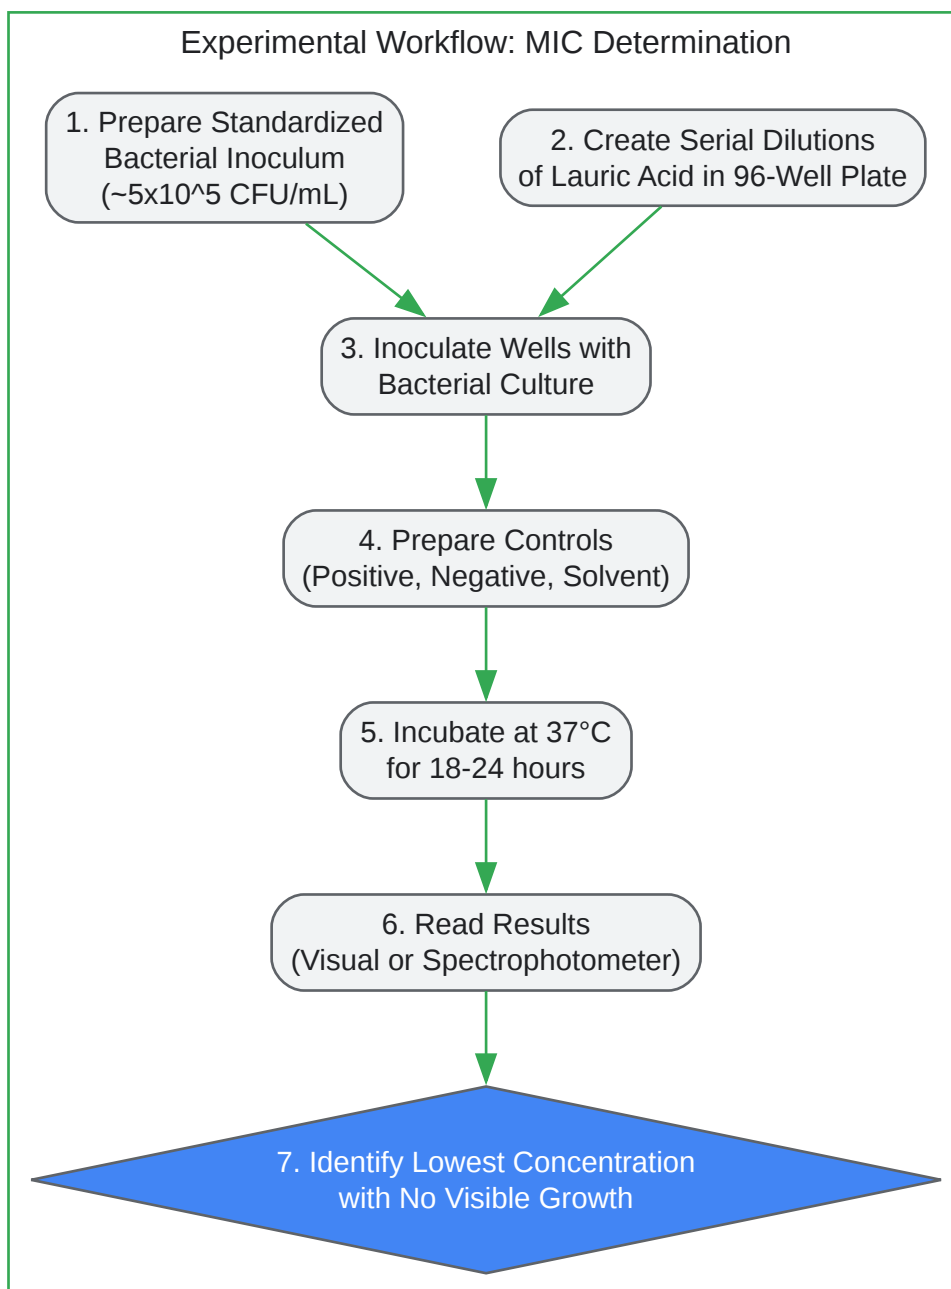 Experimental Workflow: MIC Determination
1. Prepare Standardized
Bacterial Inoculum
(~5x10^5 CFU/mL)
2. Create Serial Dilutions
of Lauric Acid in 96-Well Plate
3. Inoculate Wells with
Bacterial Culture
4. Prepare Controls
(Positive, Negative, Solvent)
5. Incubate at 37°C
for 18-24 hours
6. Read Results
(Visual or Spectrophotometer)
7. Identify Lowest Concentration
with No Visible Growth